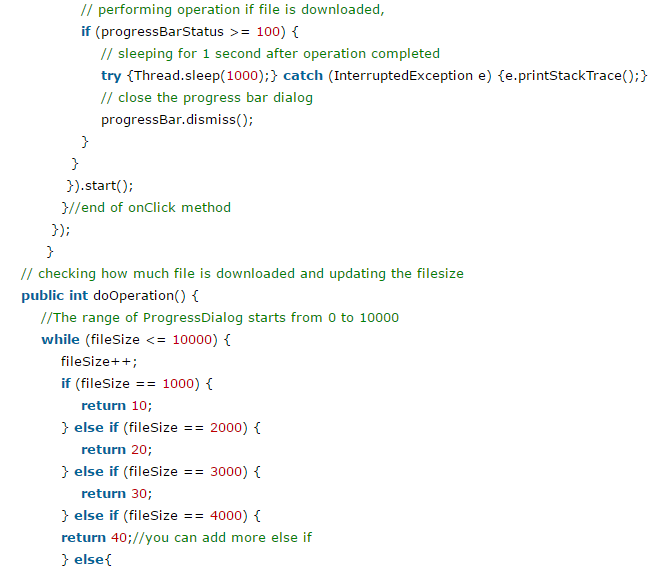 // performing operation if file is downloaded,
if (progressBarStatus >= 100) {
// sleeping for 1 second after operation completed
try {Thread.sleep(1000);} catch (InterruptedException e) {e.printStackTrace();}
// close the progress bar dialog
progressBar.dismiss();
}
}
}).start();
}//end of onClick method
});
}
// checking how much file is downloaded and updating the filesize
public int doOperation() {
//The range of ProgressDialog starts from 0 to 10000
while (fileSize <= 10000) {
fileSize++;
if (fileSize == 1000) {
return 10;
} else if (fileSize == 2000) {
return 20;
} else if (fileSize == 3000) {
return 30;
} else if (fileSize == 4000) {
return 40;//you can add more else if
} else{